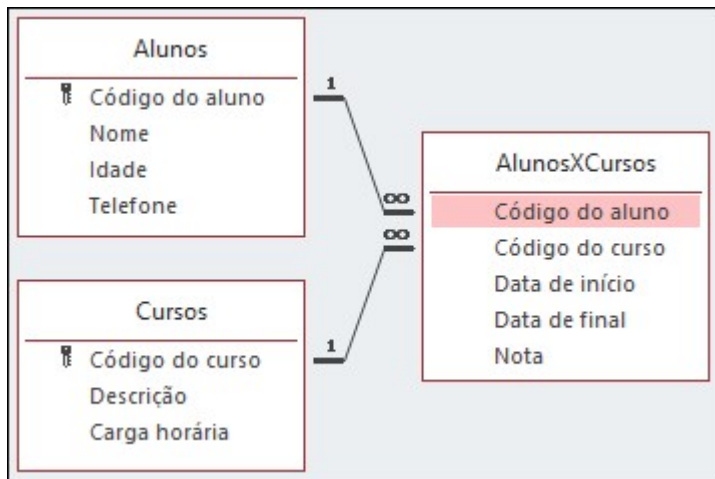 Alunos
Código do aluno
Nome
Idade
Telefone
1
∞
∞
1
AlunosXCursos
Código do aluno
Código do curso
Data de início
Data de final
Nota
Cursos
Código do curso
Descrição
Carga horária